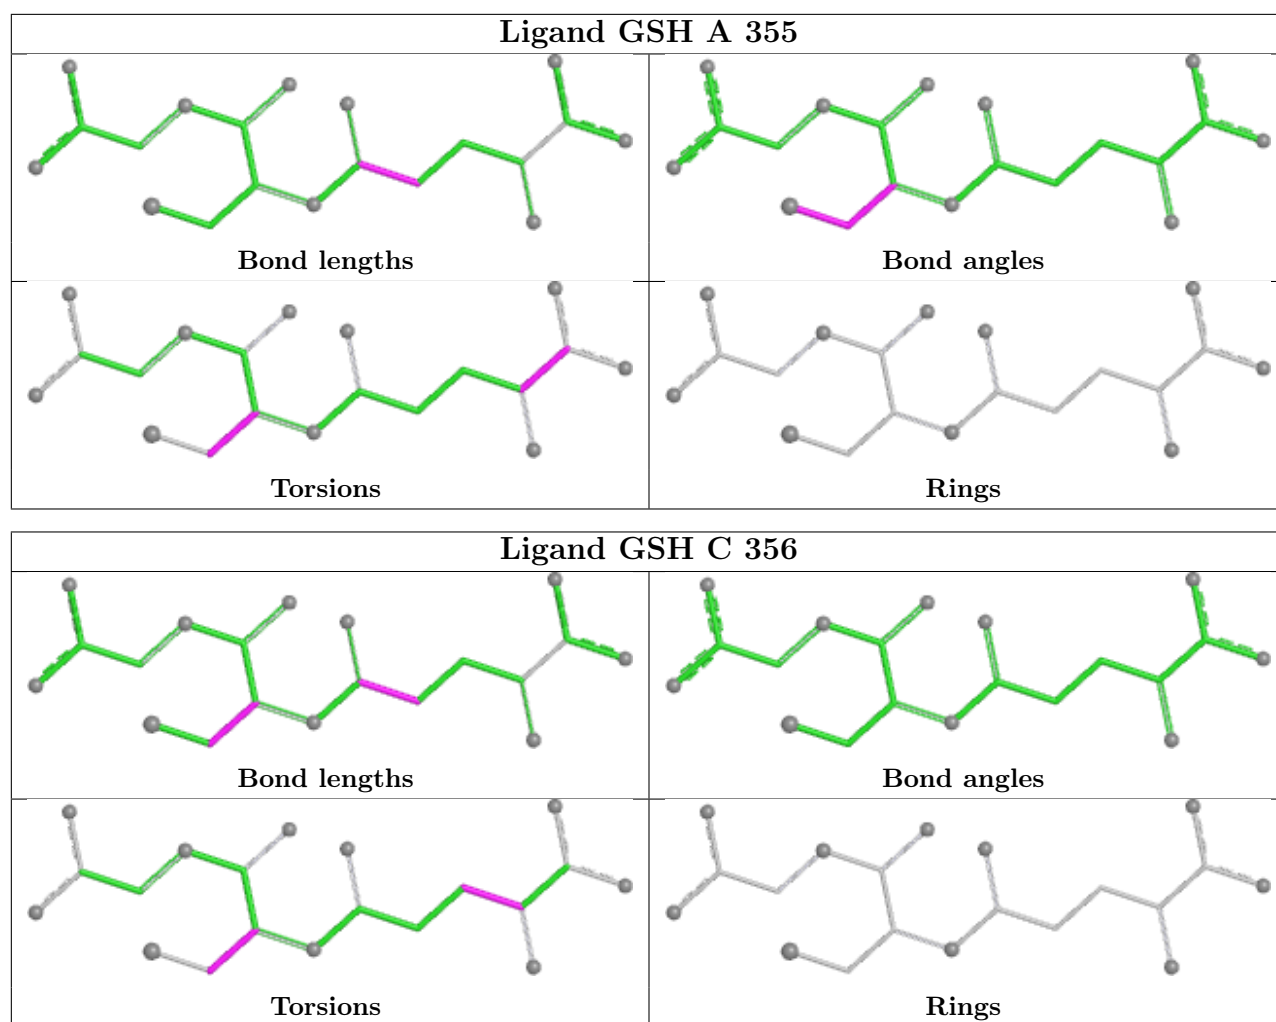 Ligand GSH A 355
Bond lengths
Bond angles
Torsions
Rings
Ligand GSH C 356
Bond lengths
Bond angles
Torsions
Rings